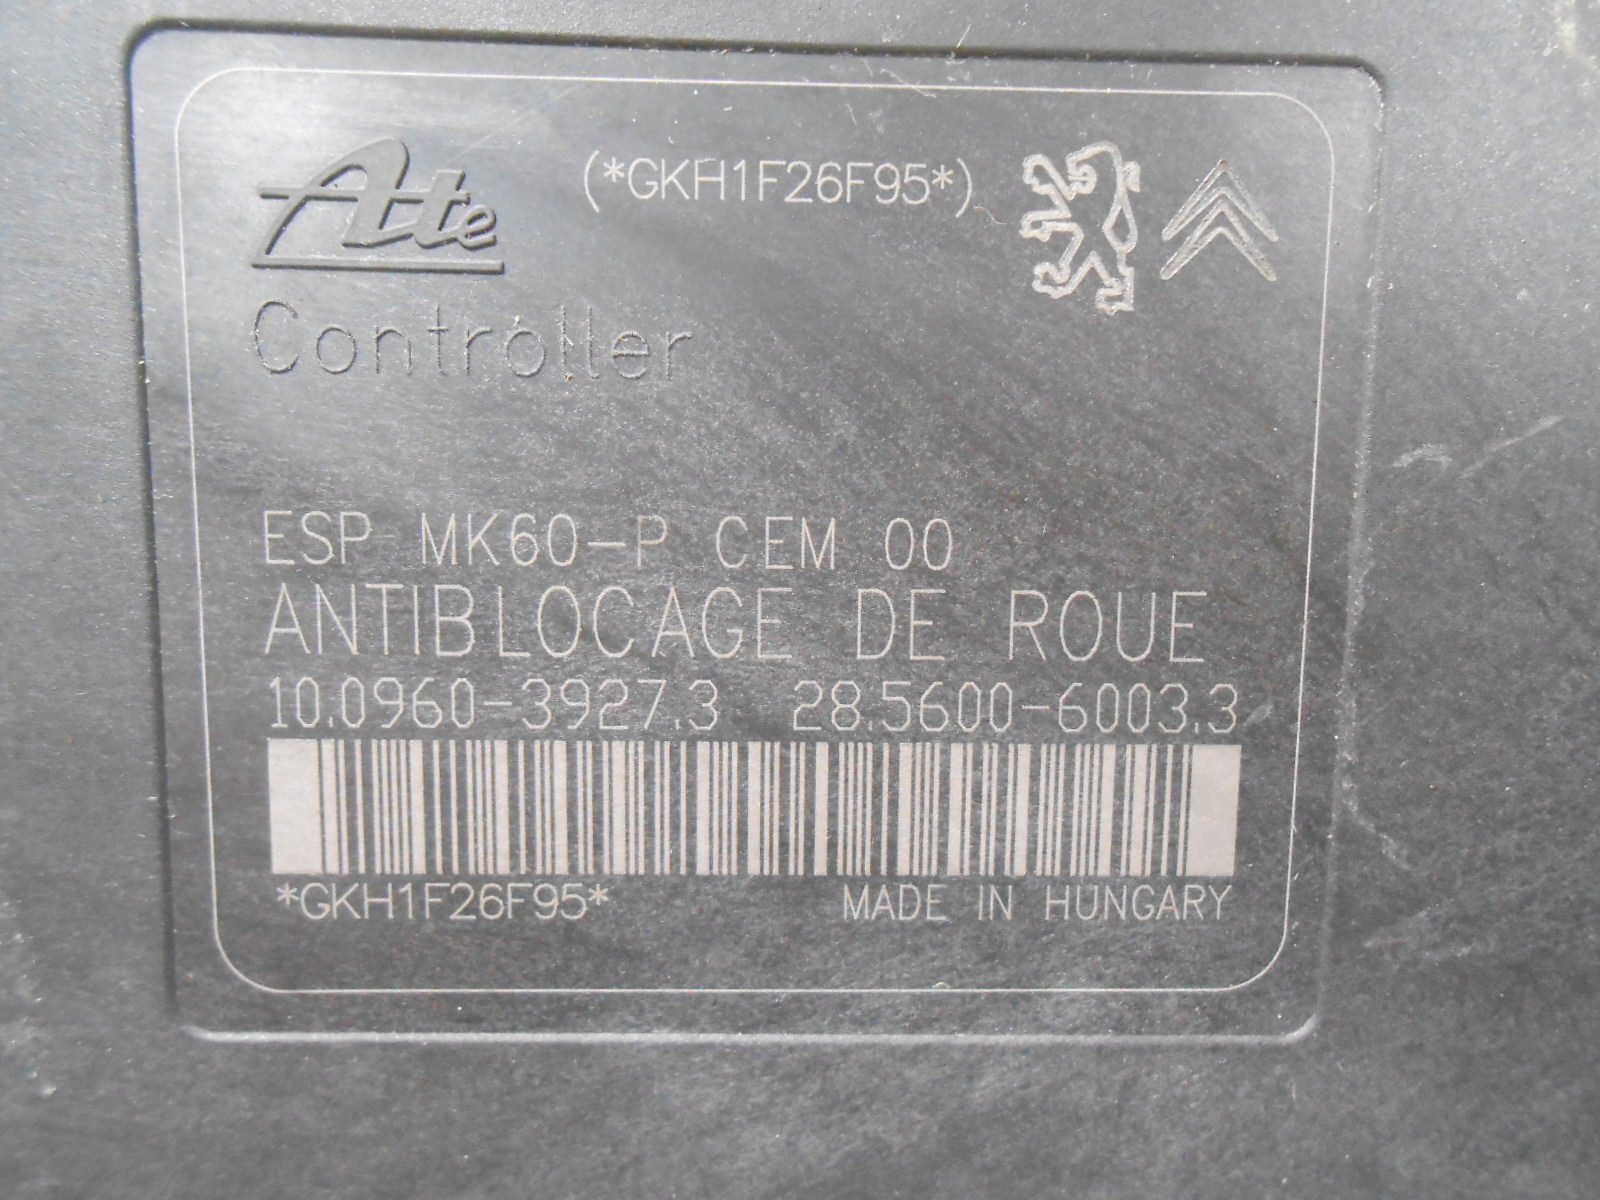 Ate (*GKH1F26F95*)
Controller
ESP MK60-P CEM 00
ANTIBLOCAGE DE ROUE
10.0960-3927.3 28.5600-6003.3
*GKH1F26F95* MADE IN HUNGARY